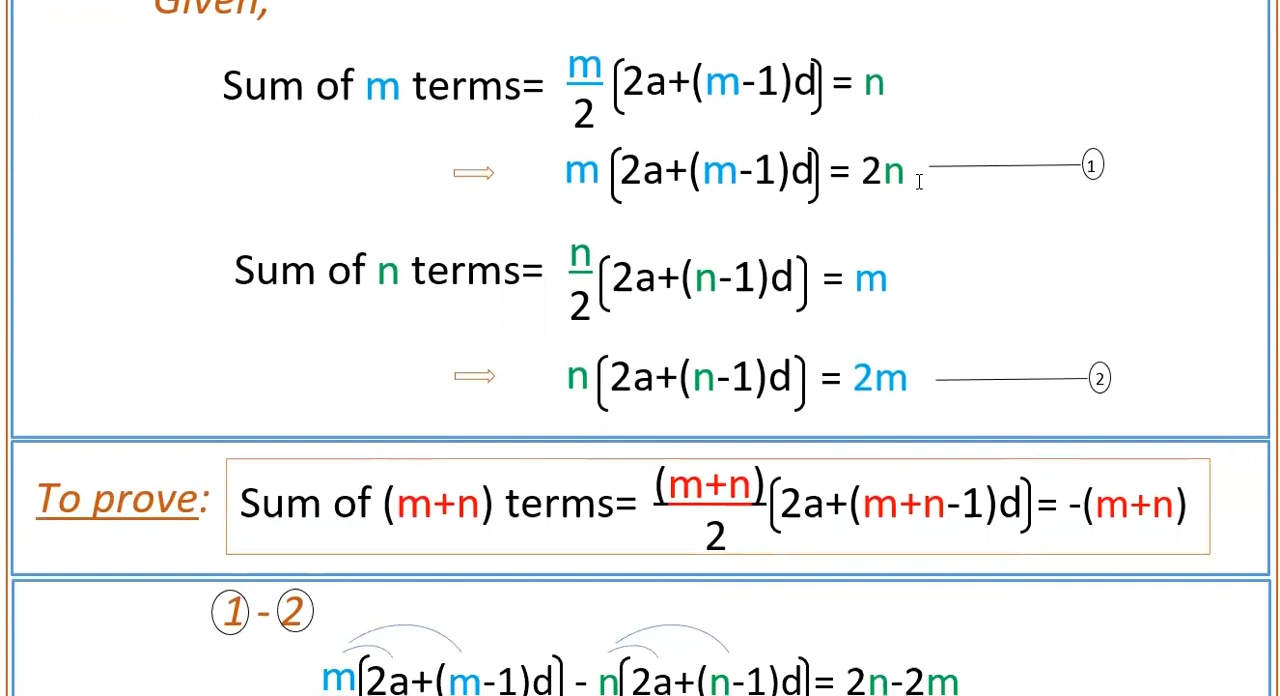 Given,
Sum of m terms= m/2 [2a+(m-1)d] = n
⇒ m [2a+(m-1)d] = 2n ——— ①
Sum of n terms= n/2 [2a+(n-1)d] = m
⇒ n[2a+(n-1)d] = 2m ——— ②
To prove: Sum of (m+n) terms= (m+n)/2 [2a+(m+n-1)d]= -(m+n)
① - ②
m[2a+(m-1)d] - n[2a+(n-1)d]= 2n-2m